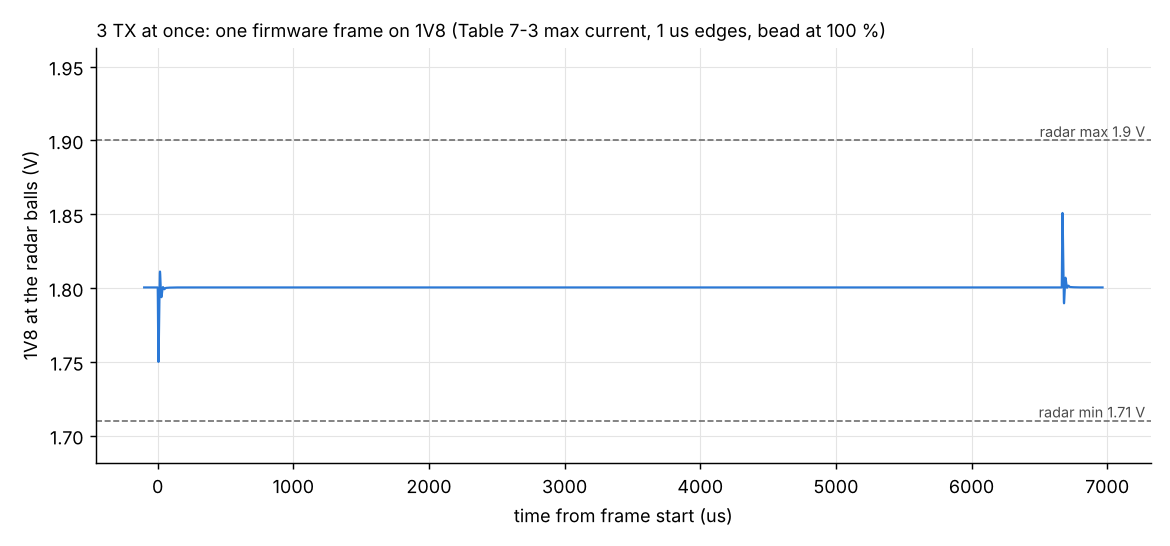 3 TX at once: one firmware frame on 1V8 (Table 7-3 max current, 1 us edges, bead at 100 %)
1.95
radar max 1.9 V
1.90
1.85
1.80
1.75
radar min 1.71 V
1.70
1V8 at the radar balls (V)
0 1000 2000 3000 4000 5000 6000 7000
time from frame start (us)